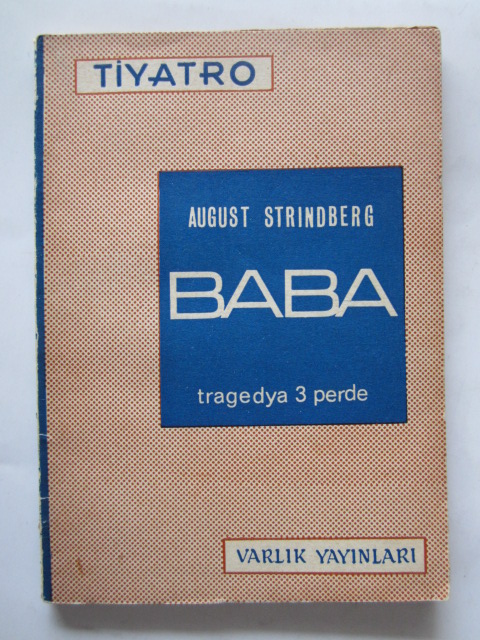 TİYATRO
AUGUST STRINDBERG
BABA
tragedya 3 perde
VARLIK YAYINLARI